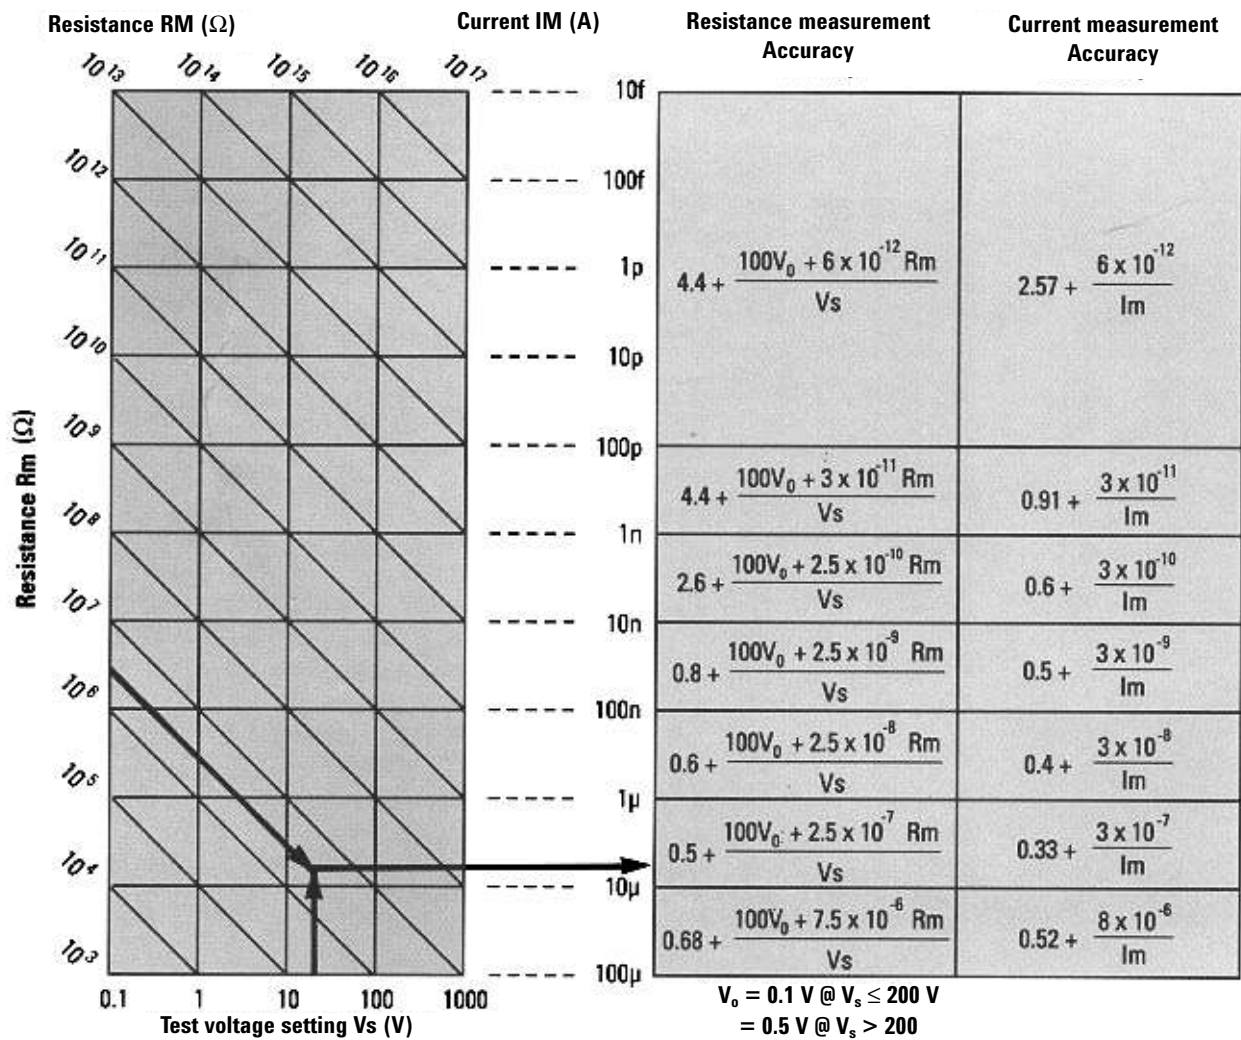 Resistance RM (Ω)
Current IM (A)
Resistance measurement
Accuracy
Current measurement
Accuracy
10¹³
10¹⁴
10¹⁵
10¹⁶
10¹⁷
10¹²
10¹¹
10¹⁰
10⁹
10⁸
10⁷
10⁶
10⁵
10⁴
10³
Resistance Rm (Ω)
0.1 1 10 100 1000
Test voltage setting Vs (V)
10f
100f
1p
10p
100p
1n
10n
100n
1µ
10µ
100µ
4.4 + (100V₀ + 6 x 10⁻¹² Rm) / Vs
2.57 + (6 x 10⁻¹²) / Im
4.4 + (100V₀ + 3 x 10⁻¹¹ Rm) / Vs
0.91 + (3 x 10⁻¹¹) / Im
2.6 + (100V₀ + 2.5 x 10⁻¹⁰ Rm) / Vs
0.6 + (3 x 10⁻¹⁰) / Im
0.8 + (100V₀ + 2.5 x 10⁻⁹ Rm) / Vs
0.5 + (3 x 10⁻⁹) / Im
0.6 + (100V₀ + 2.5 x 10⁻⁸ Rm) / Vs
0.4 + (3 x 10⁻⁸) / Im
0.5 + (100V₀ + 2.5 x 10⁻⁷ Rm) / Vs
0.33 + (3 x 10⁻⁷) / Im
0.68 + (100V₀ + 7.5 x 10⁻⁶ Rm) / Vs
0.52 + (8 x 10⁻⁶) / Im
Vₒ = 0.1 V @ Vₛ ≤ 200 V
= 0.5 V @ Vₛ > 200